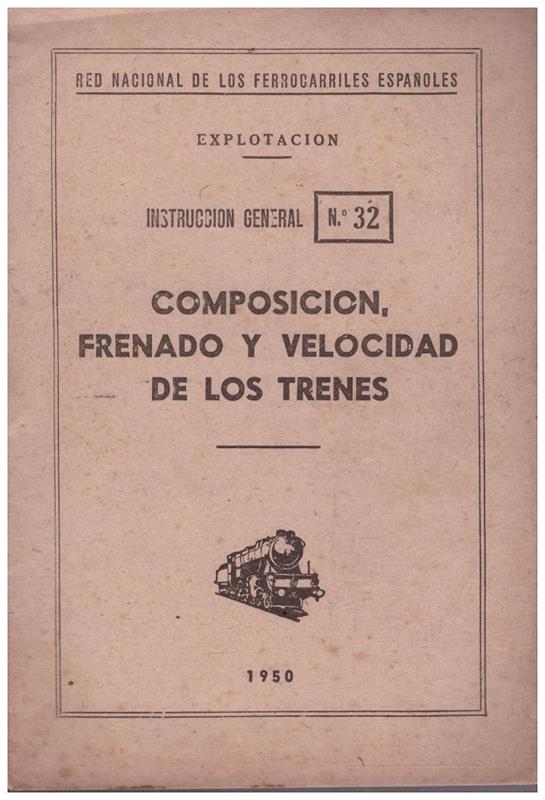 RED NACIONAL DE LOS FERROCARRILES ESPAÑOLES
EXPLOTACION
INSTRUCCION GENERAL N.º 32
COMPOSICION,
FRENADO Y VELOCIDAD
DE LOS TRENES
1950